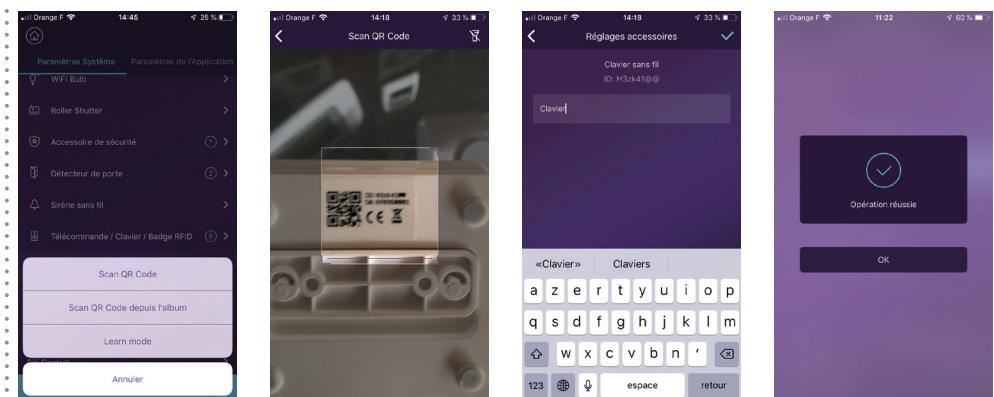 Orange F 14:46 25 %
Paramètres Système Paramètres de l'Application
WIFI Bulb
Roller Shutter
Accessoire de sécurité
Détecteur de porte 2
Sirène sans fil
Télécommande / Clavier / Badge RFID 5
Scan QR Code
Scan QR Code depuis l'album
Learn mode
Annuler
Orange F 14:18 33 %
Scan QR Code
CE
Orange F 14:18 33 %
Réglages accessoires
Clavier sans fil
ID: H3zk41@@
Clavier
«Clavier» Claviers
a z e r t y u i o p
q s d f g h j k l m
w x c v b n '
123 espace retour
Orange F 11:22 60 %
Opération réussie
OK